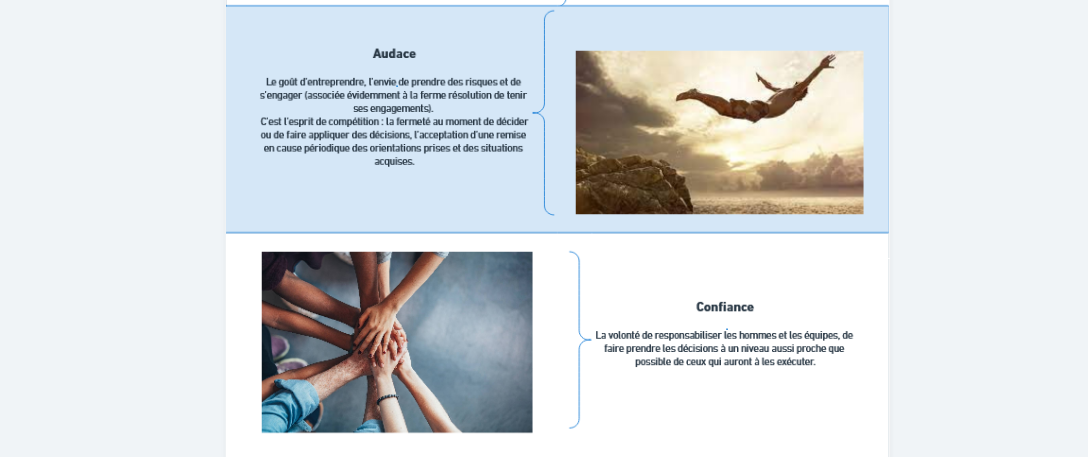 Audace
Le goût d'entreprendre, l'envie de prendre des risques et de
s'engager (associée évidemment à la ferme résolution de tenir
ses engagements).
C'est l'esprit de compétition : la fermeté au moment de décider
ou de faire appliquer des décisions, l'acceptation d'une remise
en cause périodique des orientations prises et des situations
acquises.
Confiance
La volonté de responsabiliser les hommes et les équipes, de
faire prendre les décisions à un niveau aussi proche que
possible de ceux qui auront à les exécuter.